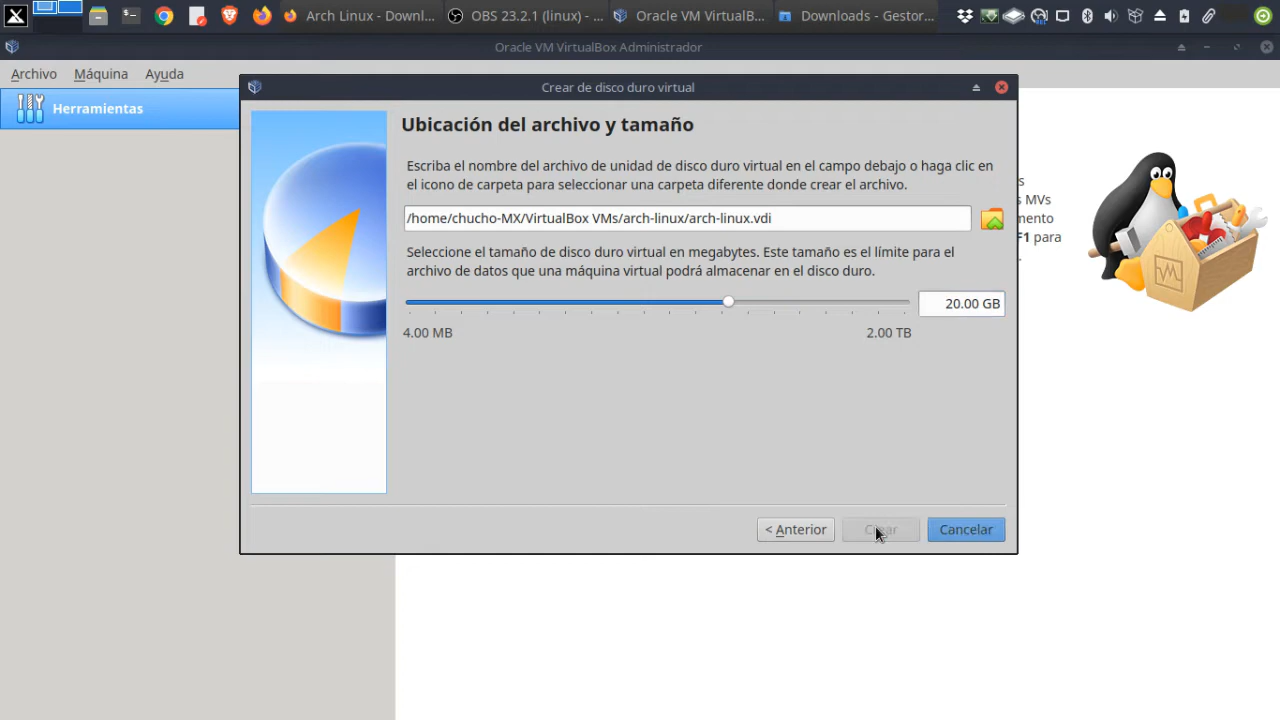 Arch Linux - Downl...
OBS 23.2.1 (linux) - ...
Oracle VM VirtualB...
Downloads - Gestor...
Oracle VM VirtualBox Administrador
Archivo Máquina Ayuda
Herramientas
Crear de disco duro virtual
Ubicación del archivo y tamaño
Escriba el nombre del archivo de unidad de disco duro virtual en el campo debajo o haga clic en
el icono de carpeta para seleccionar una carpeta diferente donde crear el archivo.
/home/chucho-MX/VirtualBox VMs/arch-linux/arch-linux.vdi
Seleccione el tamaño de disco duro virtual en megabytes. Este tamaño es el límite para el
archivo de datos que una máquina virtual podrá almacenar en el disco duro.
20.00 GB
4.00 MB 2.00 TB
< Anterior Crear Cancelar
s
s MVs
mento
F1 para
.